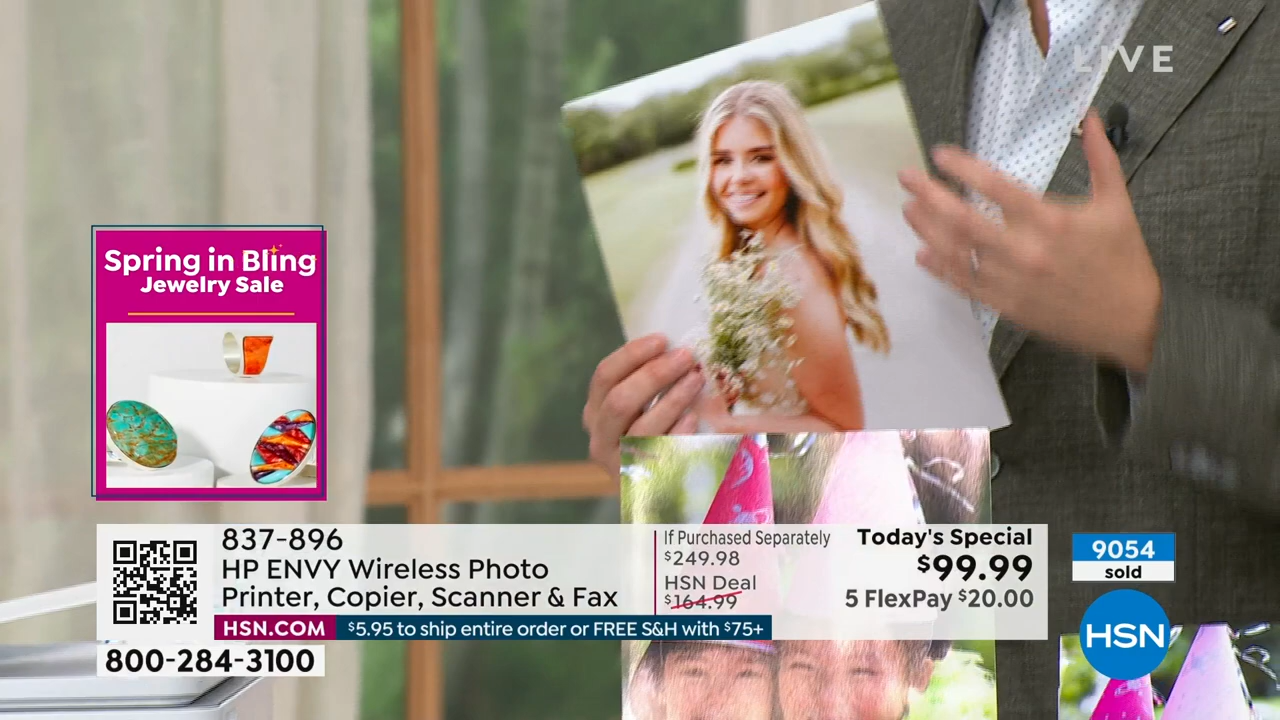 LIVE
Spring in Bling
Jewelry Sale
837-896
HP ENVY Wireless Photo
Printer, Copier, Scanner & Fax
If Purchased Separately
$249.98
HSN Deal
$164.99
Today's Special
$99.99
5 FlexPay $20.00
HSN.COM $5.95 to ship entire order or FREE S&H with $75+
800-284-3100
9054
sold
HSN